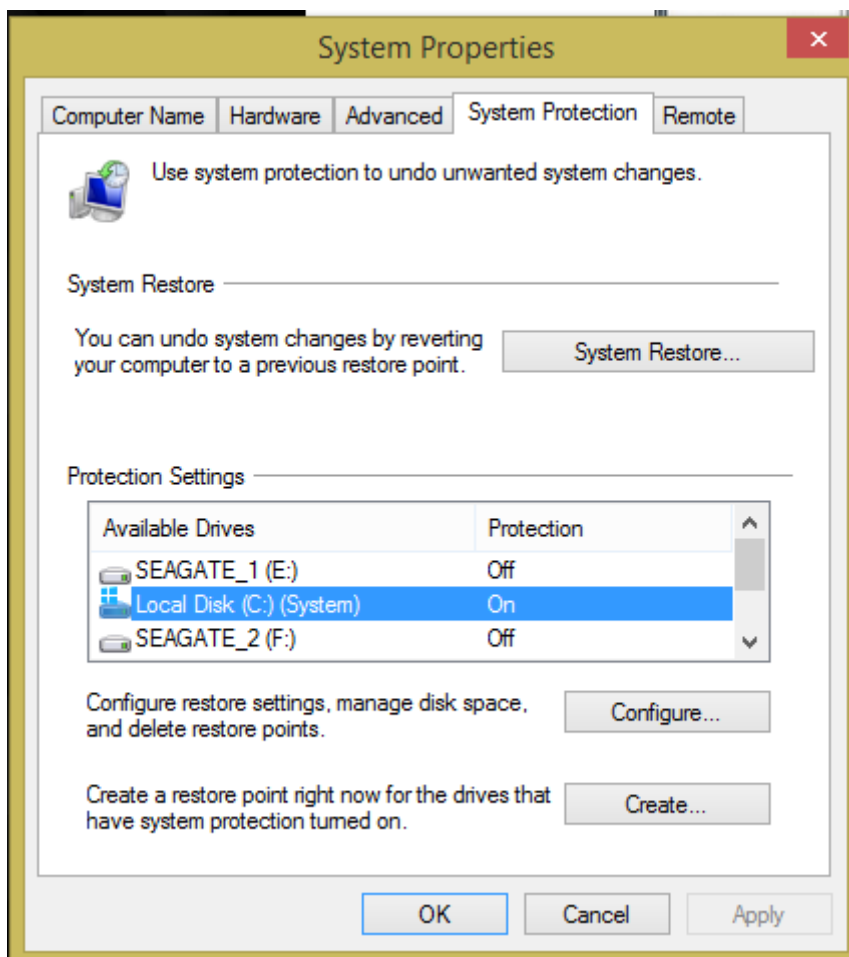 System Properties
Computer Name Hardware Advanced System Protection Remote
Use system protection to undo unwanted system changes.
System Restore
You can undo system changes by reverting
your computer to a previous restore point.
System Restore...
Protection Settings
Available Drives Protection
SEAGATE_1 (E:) Off
Local Disk (C:) (System) On
SEAGATE_2 (F:) Off
Configure restore settings, manage disk space,
and delete restore points.
Configure...
Create a restore point right now for the drives that
have system protection turned on.
Create...
OK Cancel Apply